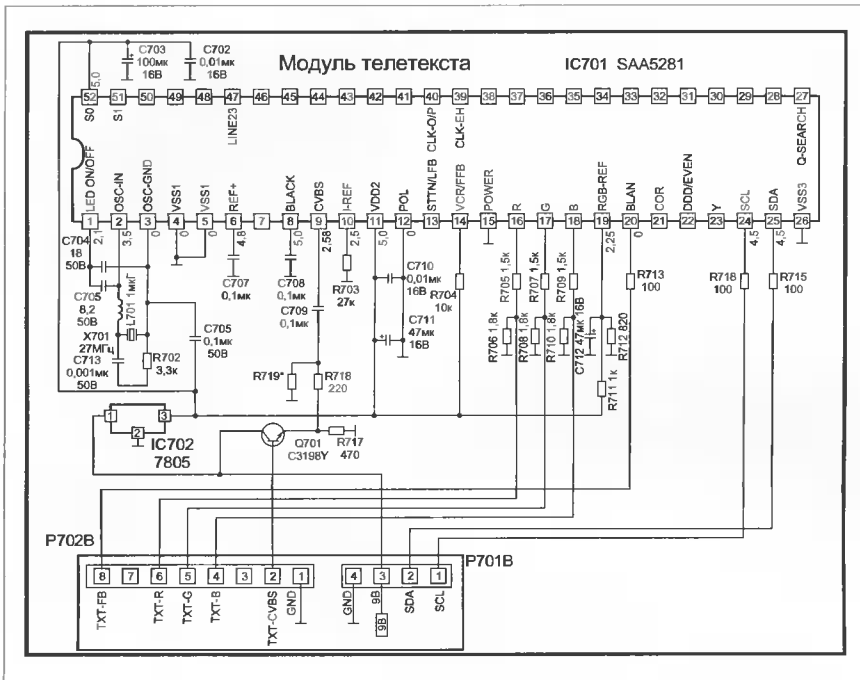 Модуль телетекста
IC701 SAA5281
C703
100мк
16В
C702
0,01мк
16В
5,0
52 51 50 49 48 47 46 45 44 43 42 41 40 39 38 37 36 35 34 33 32 31 30 29 28 27
S0
S1
LINE23
CLK-O/P
CLK-EH
Q-SEARCH
LED ON/OFF
OSC-IN
OSC-GND
VSS1
VSS1
REF+
BLACK
CVBS
I-REF
VDD2
POL
STTN/LFB
VCR/FFB
POWER
R
G
B
RGB-REF
BLAN
COR
DDD/EVEN
Y
SCL
SDA
VSS3
1 2 3 4 5 6 7 8 9 10 11 12 13 14 15 16 17 18 19 20 21 22 23 24 25 26
2,1
3,5
0
0
0
4,8
5,0
2,58
2,5
5,0
0
2,25
0
4,5
4,5
0
C704
18
50В
C705
8,2
50В
L701 1мкГ
X701
27МГц
C713
0,001мк
50В
R702
3,3к
C705
0,1мк
50В
C707
0,1мк
C708
0,1мк
C709
0,1мк
R703
27к
C710
0,01мк
16В
C711
47мк
16В
R704
10к
R705 1,5к
R707 1,5к
R709 1,5к
R706 1,8к
R708 1,8к
R710 1,8к
C712 47мк 16В
R712 820
R711 1к
R713
100
R718
100
R715
100
R719*
R718
220
1
2
3
IC702
7805
Q701
C3198Y
R717
470
P702B
P701B
8 7 6 5 4 3 2 1
4 3 2 1
TXT-FB
TXT-R
TXT-G
TXT-B
TXT-CVBS
GND
GND
9В
SDA
SCL
9В